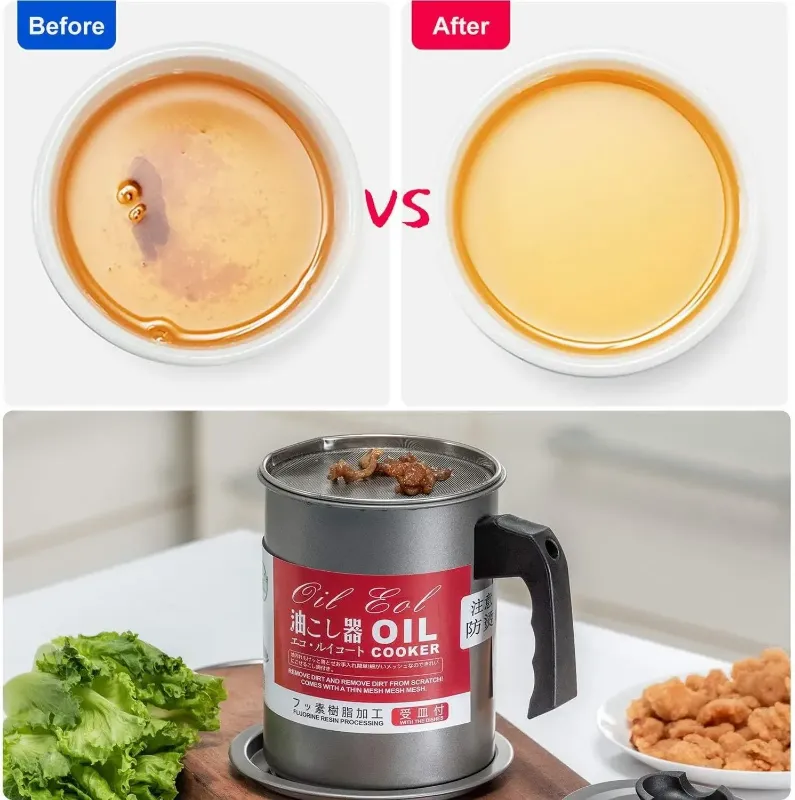 Before
After
VS
Oil Eol
油こし器
エコ・ルイコート
OIL
COOKER
REMOVE DIRT AND REMOVE DIRT FROM SCRATCH!
COMES WITH A THIN MESH MESH MESH.
フッ素樹脂加工
FLUORINE RESIN PROCESSING
受皿付
WITH THE DISHES
注意
防烫